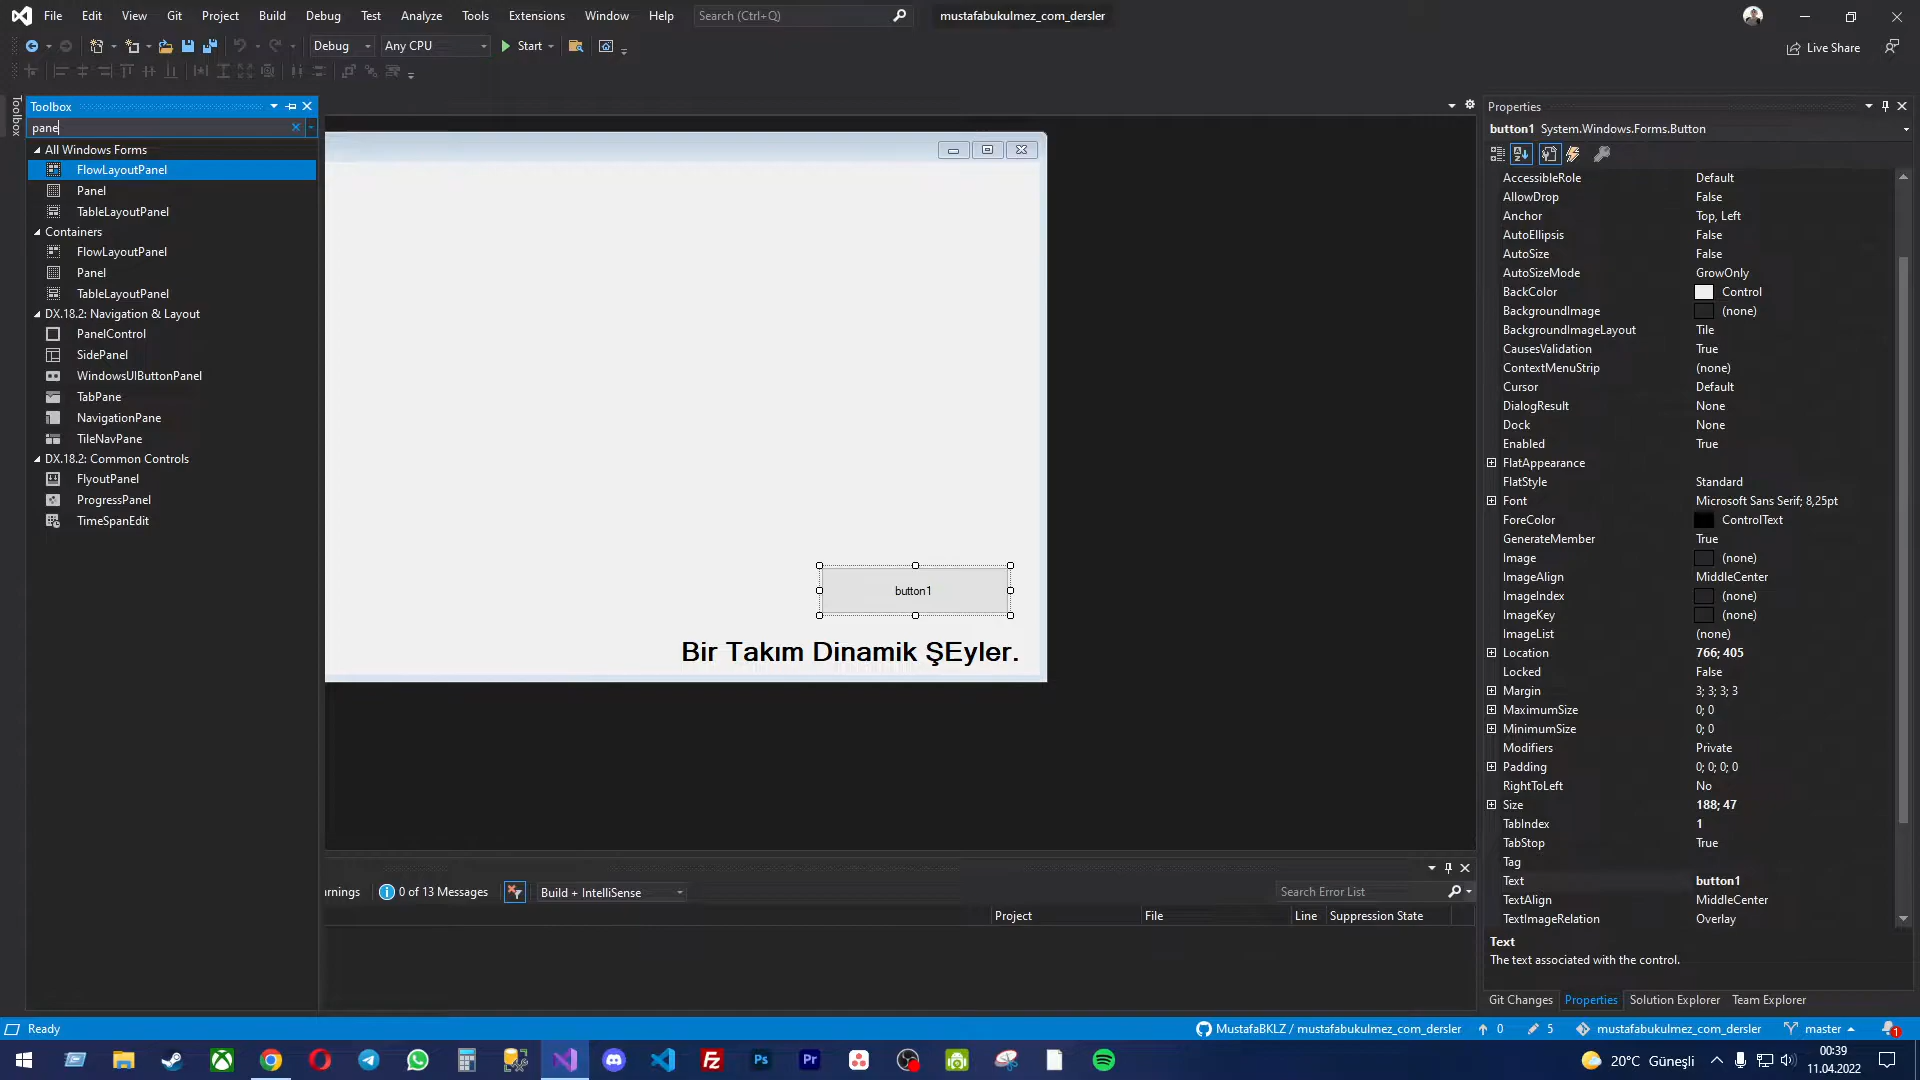 File Edit View Git Project Build Debug Test Analyze Tools Extensions Window Help Search (Ctrl+Q) mustafabukulmez_com_dersler
Debug Any CPU Start Live Share
Toolbox
Toolbox
pane
All Windows Forms
FlowLayoutPanel
Panel
TableLayoutPanel
Containers
FlowLayoutPanel
Panel
TableLayoutPanel
DX.18.2: Navigation & Layout
PanelControl
SidePanel
WindowsUIButtonPanel
TabPane
NavigationPane
TileNavPane
DX.18.2: Common Controls
FlyoutPanel
ProgressPanel
TimeSpanEdit
button1
Bir Takım Dinamik ŞEyler.
rnings 0 of 13 Messages Build + IntelliSense Search Error List
Project File Line Suppression State
Properties
button1 System.Windows.Forms.Button
AccessibleRole Default
AllowDrop False
Anchor Top, Left
AutoEllipsis False
AutoSize False
AutoSizeMode GrowOnly
BackColor Control
BackgroundImage (none)
BackgroundImageLayout Tile
CausesValidation True
ContextMenuStrip (none)
Cursor Default
DialogResult None
Dock None
Enabled True
FlatAppearance
FlatStyle Standard
Font Microsoft Sans Serif; 8,25pt
ForeColor ControlText
GenerateMember True
Image (none)
ImageAlign MiddleCenter
ImageIndex (none)
ImageKey (none)
ImageList (none)
Location 766; 405
Locked False
Margin 3; 3; 3; 3
MaximumSize 0; 0
MinimumSize 0; 0
Modifiers Private
Padding 0; 0; 0; 0
RightToLeft No
Size 188; 47
TabIndex 1
TabStop True
Tag
Text button1
TextAlign MiddleCenter
TextImageRelation Overlay
Text
The text associated with the control.
Git Changes Properties Solution Explorer Team Explorer
Ready MustafaBKLZ / mustafabukulmez_com_dersler 0 5 mustafabukulmez_com_dersler master 1
Ps Pr 20°C Güneşli 00:39
11.04.2022